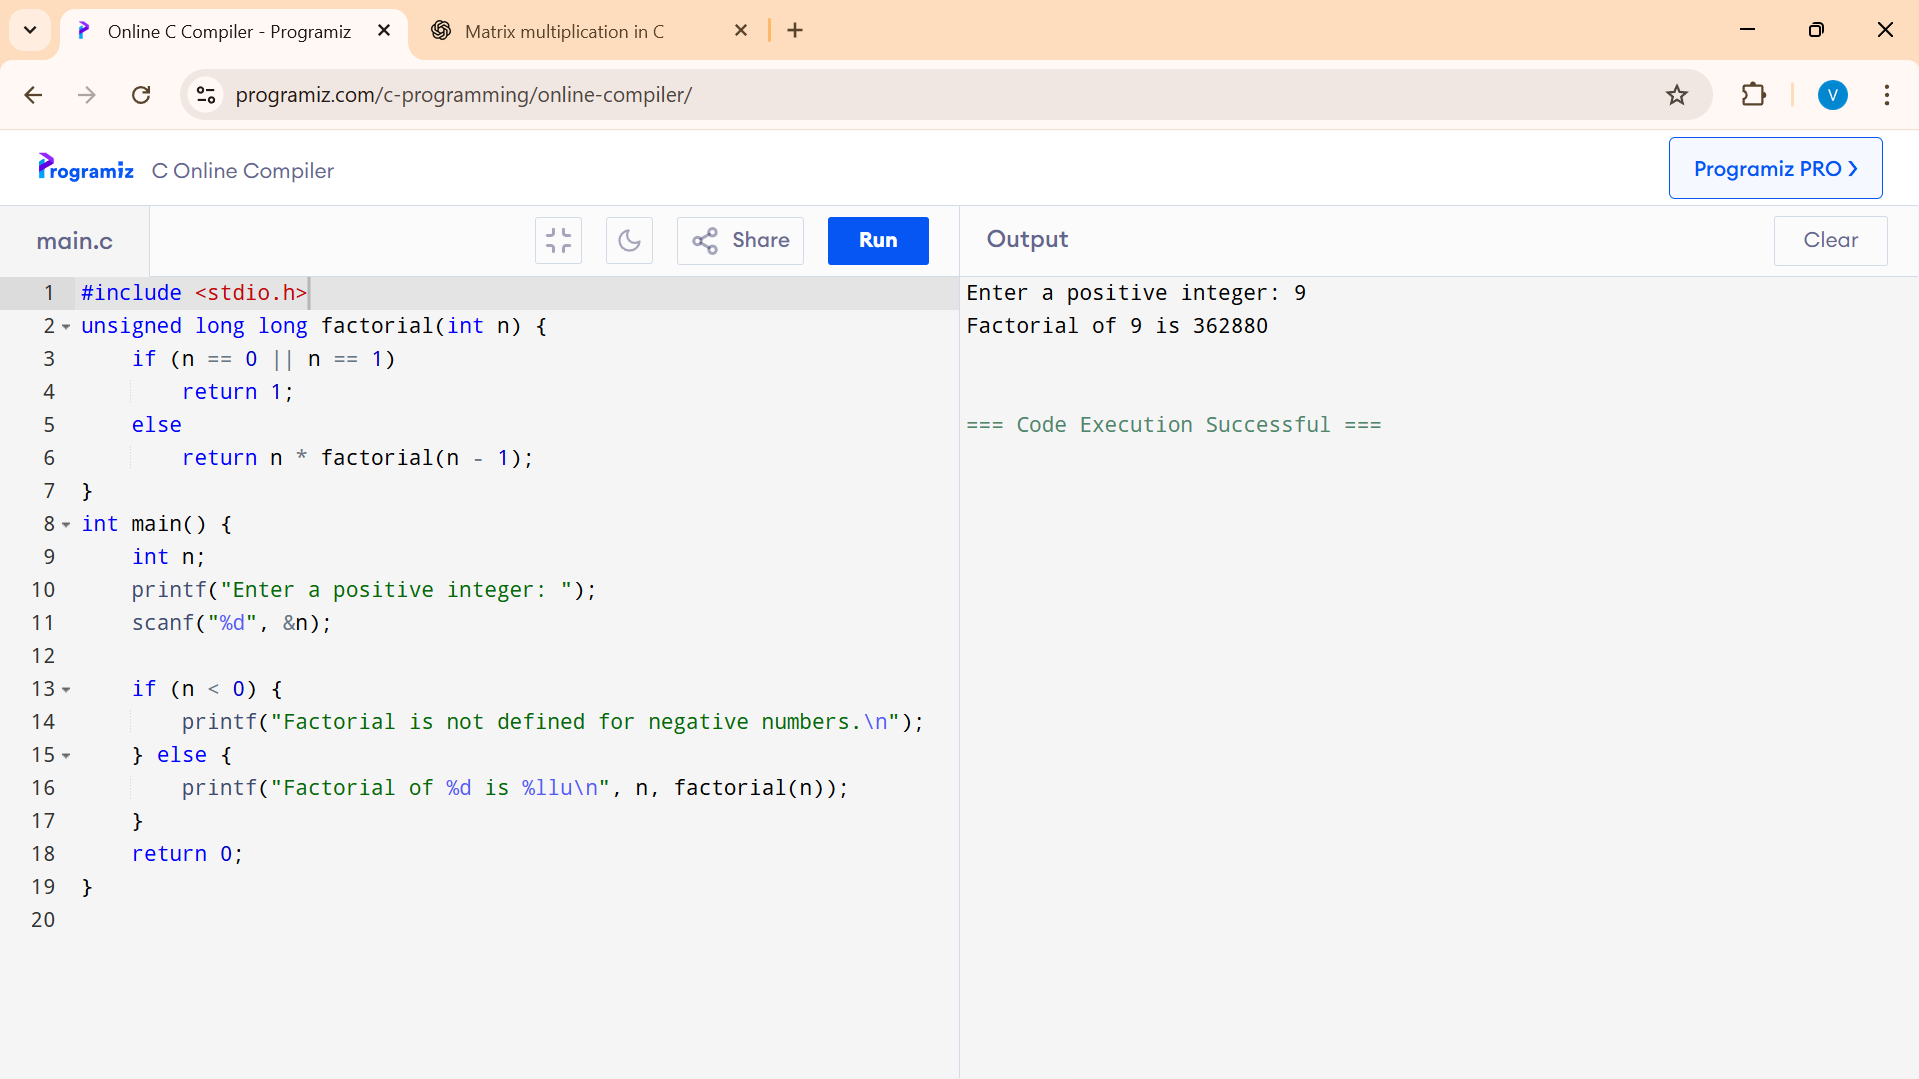 Online C Compiler - Programiz
Matrix multiplication in C
programiz.com/c-programming/online-compiler/
V
Programiz C Online Compiler
Programiz PRO
main.c
Share
Run
Output
Clear
1 #include <stdio.h>
2 unsigned long long factorial(int n) {
3     if (n == 0 || n == 1)
4         return 1;
5     else
6         return n * factorial(n - 1);
7 }
8 int main() {
9     int n;
10     printf("Enter a positive integer: ");
11     scanf("%d", &n);
12
13     if (n < 0) {
14         printf("Factorial is not defined for negative numbers.\n");
15     } else {
16         printf("Factorial of %d is %llu\n", n, factorial(n));
17     }
18     return 0;
19 }
20
Enter a positive integer: 9
Factorial of 9 is 362880
=== Code Execution Successful ===